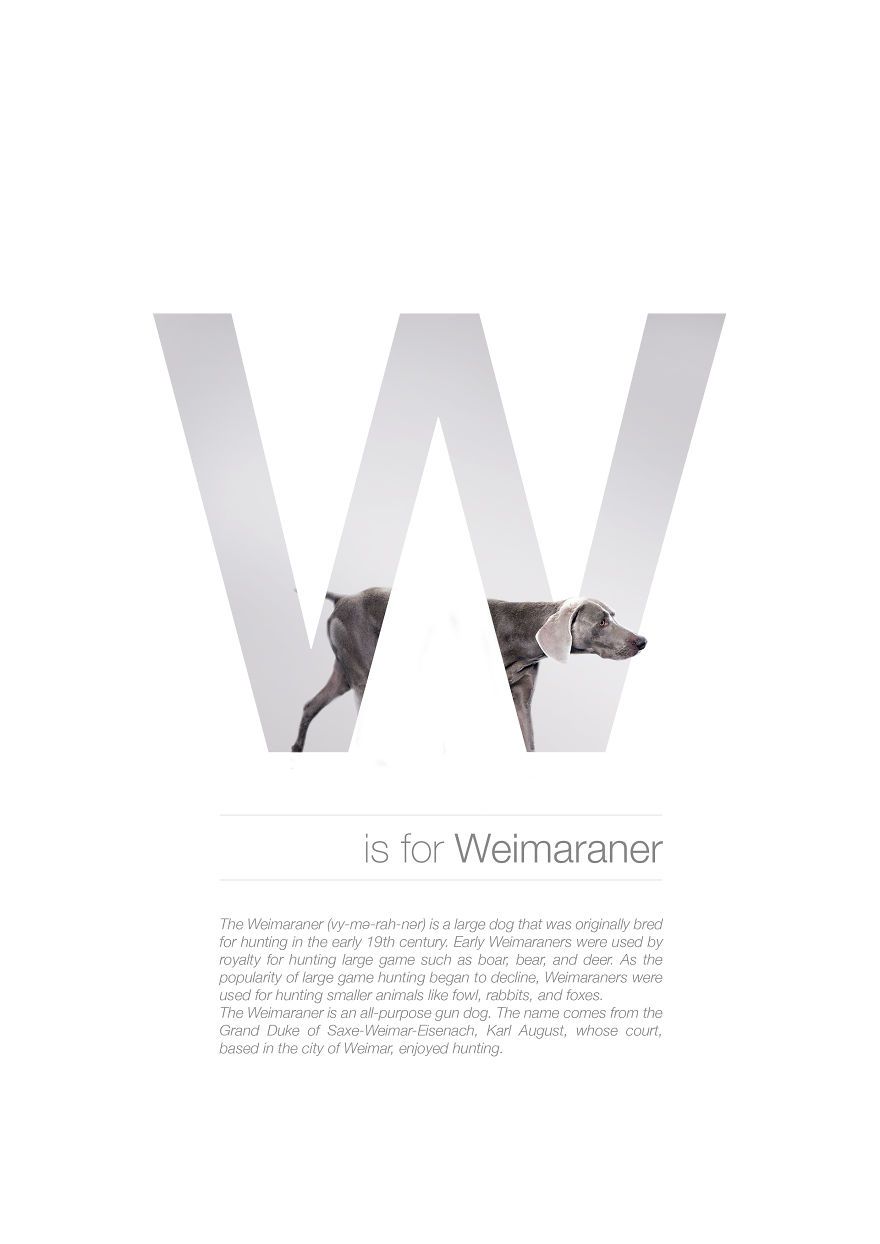 W
is for Weimaraner
The Weimaraner (vy-mə-rah-nər) is a large dog that was originally bred
for hunting in the early 19th century. Early Weimaraners were used by
royalty for hunting large game such as boar, bear, and deer. As the
popularity of large game hunting began to decline, Weimaraners were
used for hunting smaller animals like fowl, rabbits, and foxes.
The Weimaraner is an all-purpose gun dog. The name comes from the
Grand Duke of Saxe-Weimar-Eisenach, Karl August, whose court,
based in the city of Weimar, enjoyed hunting.